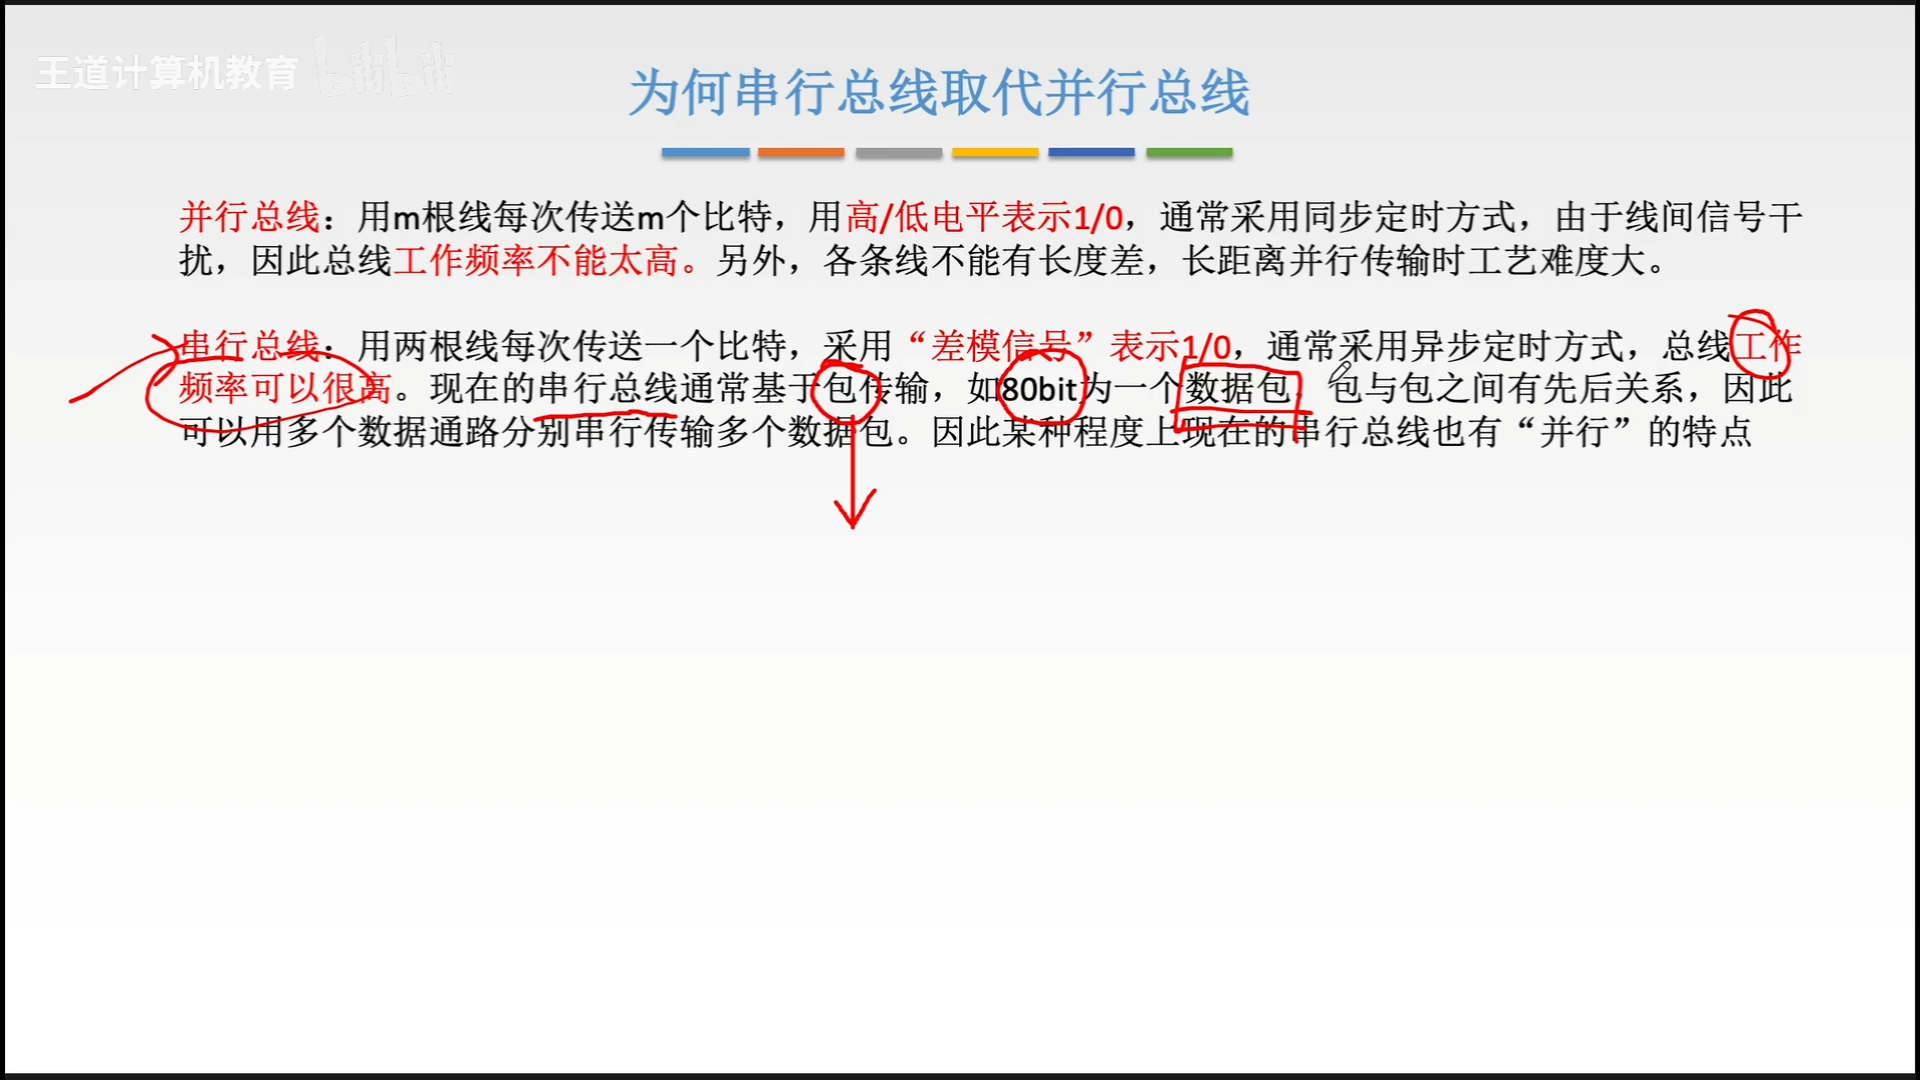 王道计算机教育 bilibili
为何串行总线取代并行总线
并行总线：用m根线每次传送m个比特，用高/低电平表示1/0，通常采用同步定时方式，由于线间信号干
扰，因此总线工作频率不能太高。另外，各条线不能有长度差，长距离并行传输时工艺难度大。
串行总线：用两根线每次传送一个比特，采用“差模信号”表示1/0，通常采用异步定时方式，总线工作
频率可以很高。现在的串行总线通常基于包传输，如80bit为一个数据包，包与包之间有先后关系，因此
可以用多个数据通路分别串行传输多个数据包。因此某种程度上现在的串行总线也有“并行”的特点